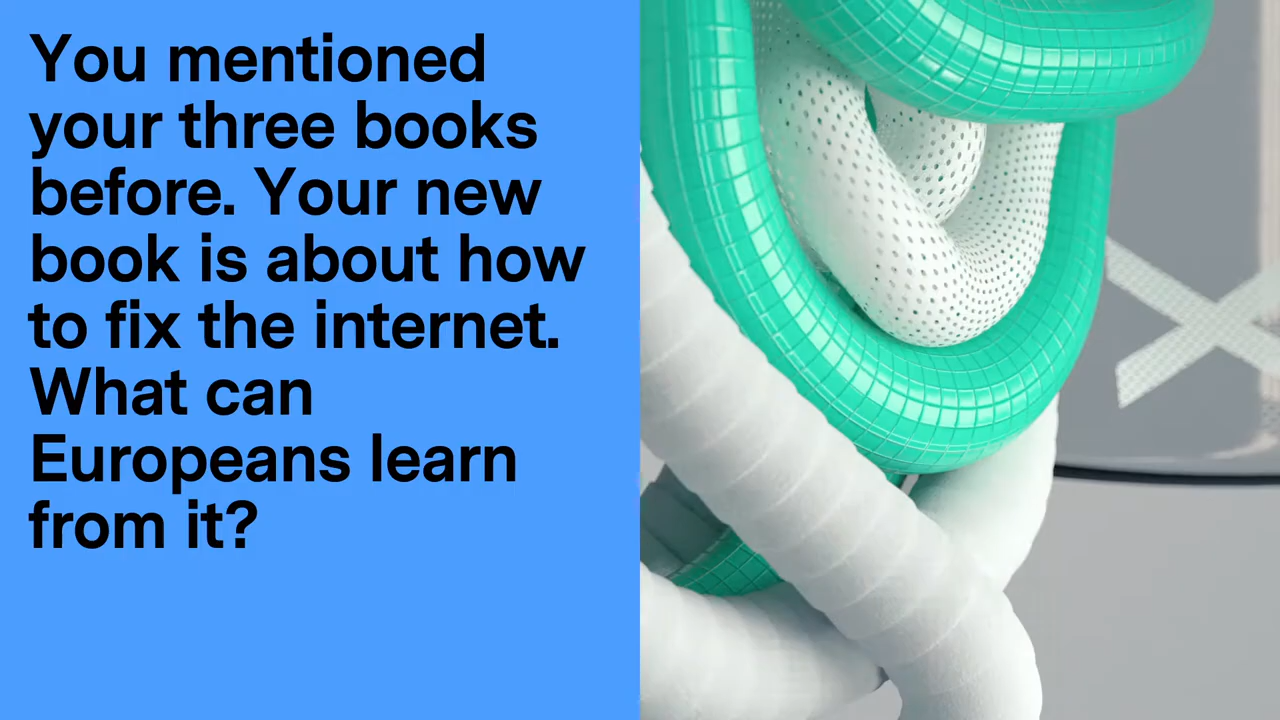 You mentioned
your three books
before. Your new
book is about how
to fix the internet.
What can
Europeans learn
from it?